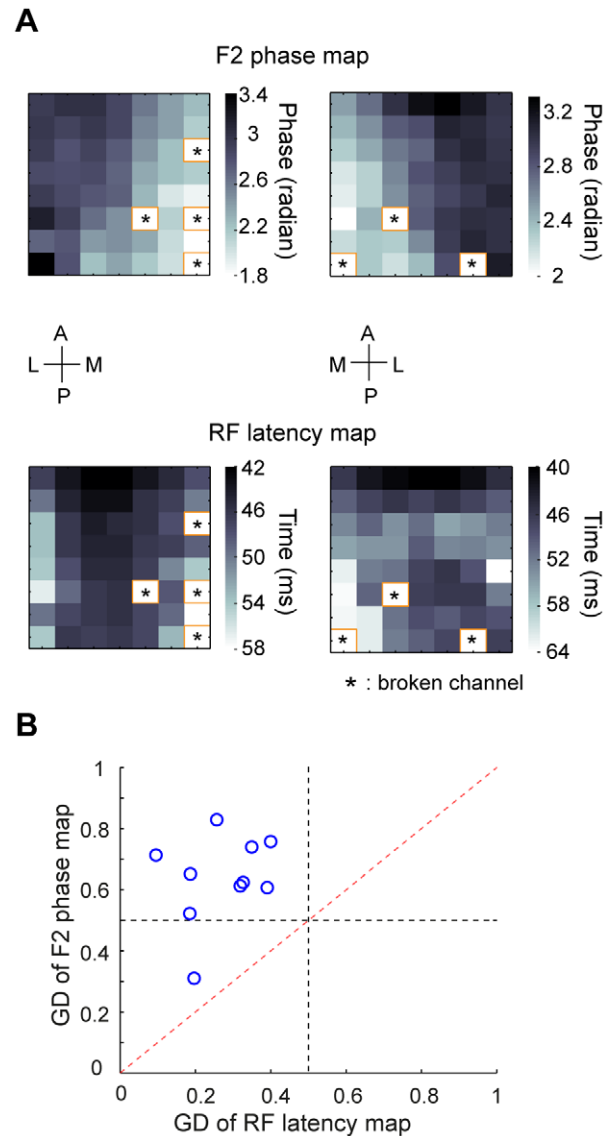 A
F2 phase map
3.4
3
2.6
2.2
1.8
Phase (radian)
3.2
2.8
2.4
2
Phase (radian)
*
*
*
*
*
*
*
A
L M
P
A
M L
P
RF latency map
42
46
50
54
58
Time (ms)
40
46
52
58
64
Time (ms)
*
*
*
*
*
*
*
* : broken channel
B
GD of F2 phase map
1
0.8
0.6
0.4
0.2
0
0 0.2 0.4 0.6 0.8 1
GD of RF latency map